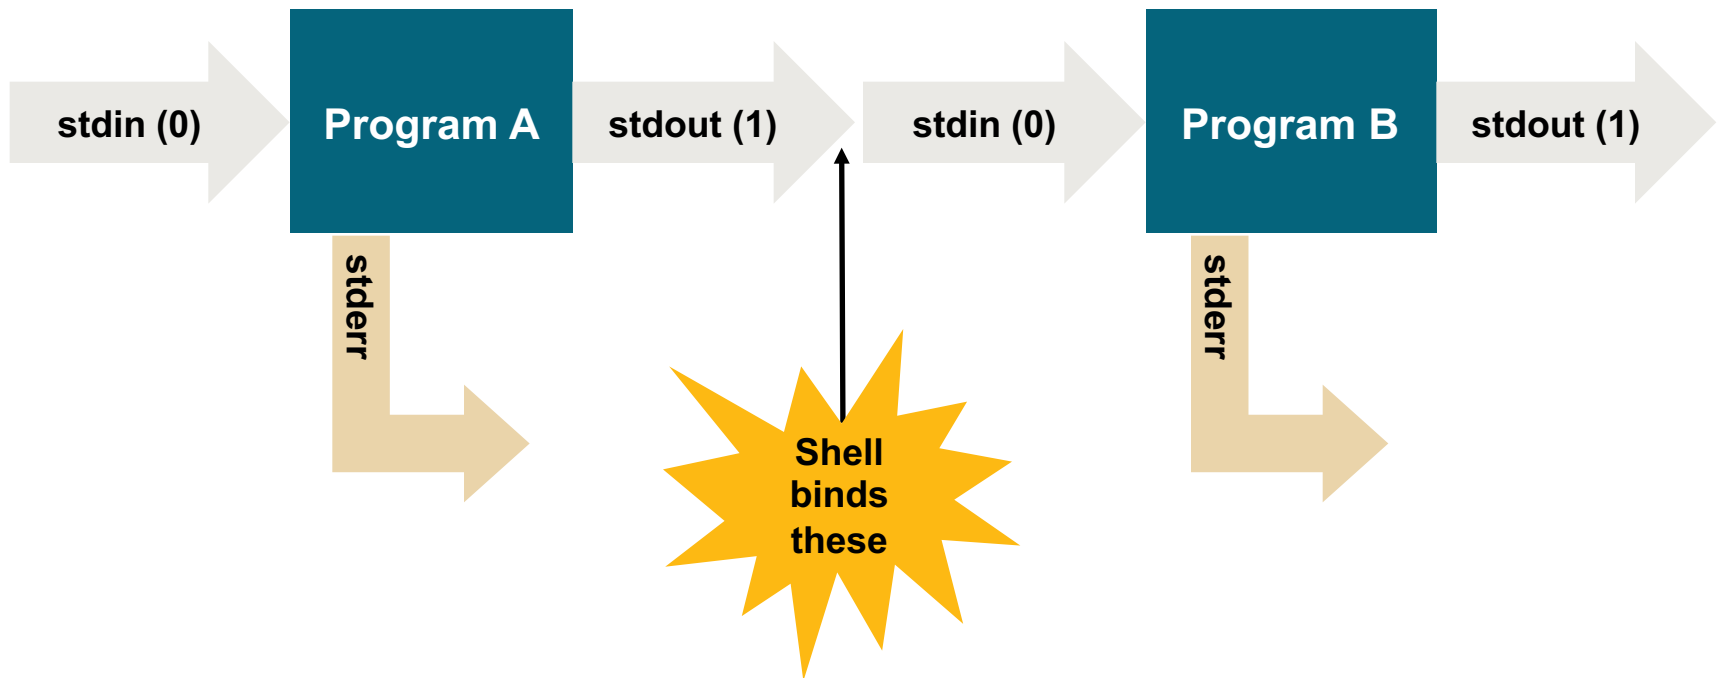 stdin (0)
Program A
stdout (1)
stdin (0)
Program B
stdout (1)
stderr
stderr
Shell
binds
these